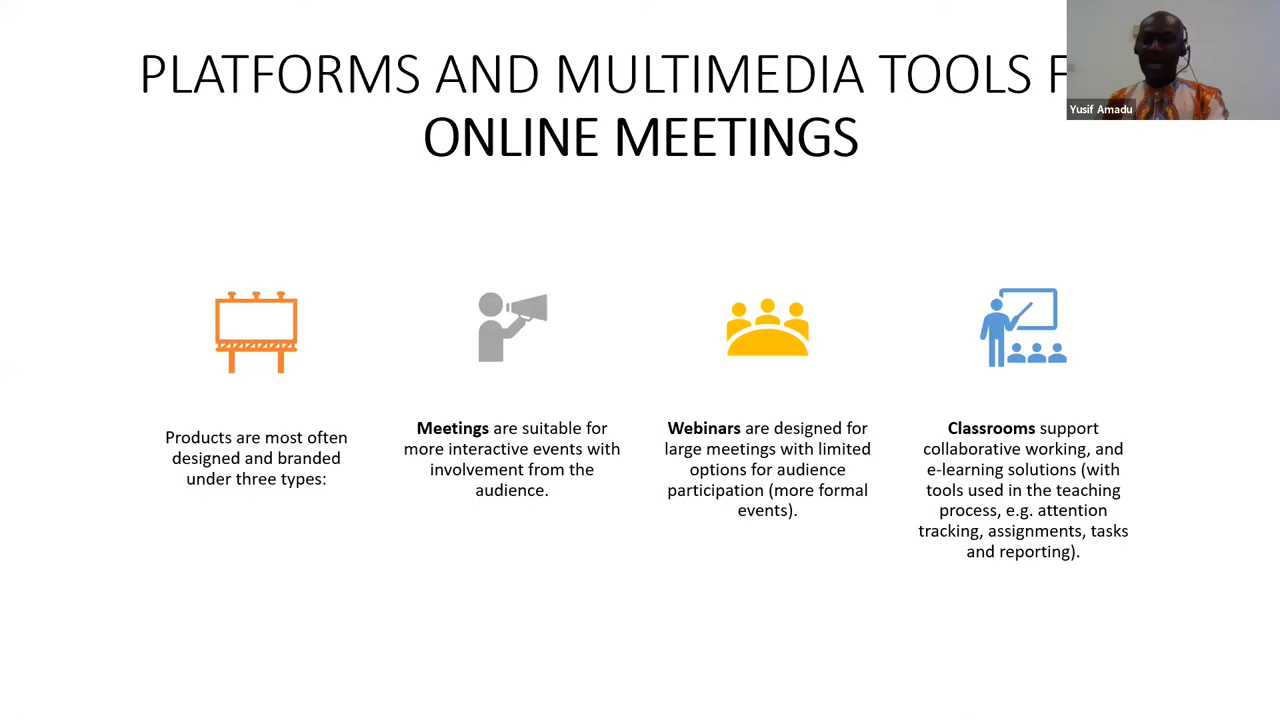 PLATFORMS AND MULTIMEDIA TOOLS
ONLINE MEETINGS
Yusif Amadu
Products are most often
designed and branded
under three types:
Meetings are suitable for
more interactive events with
involvement from the
audience.
Webinars are designed for
large meetings with limited
options for audience
participation (more formal
events).
Classrooms support
collaborative working, and
e-learning solutions (with
tools used in the teaching
process, e.g. attention
tracking, assignments, tasks
and reporting).